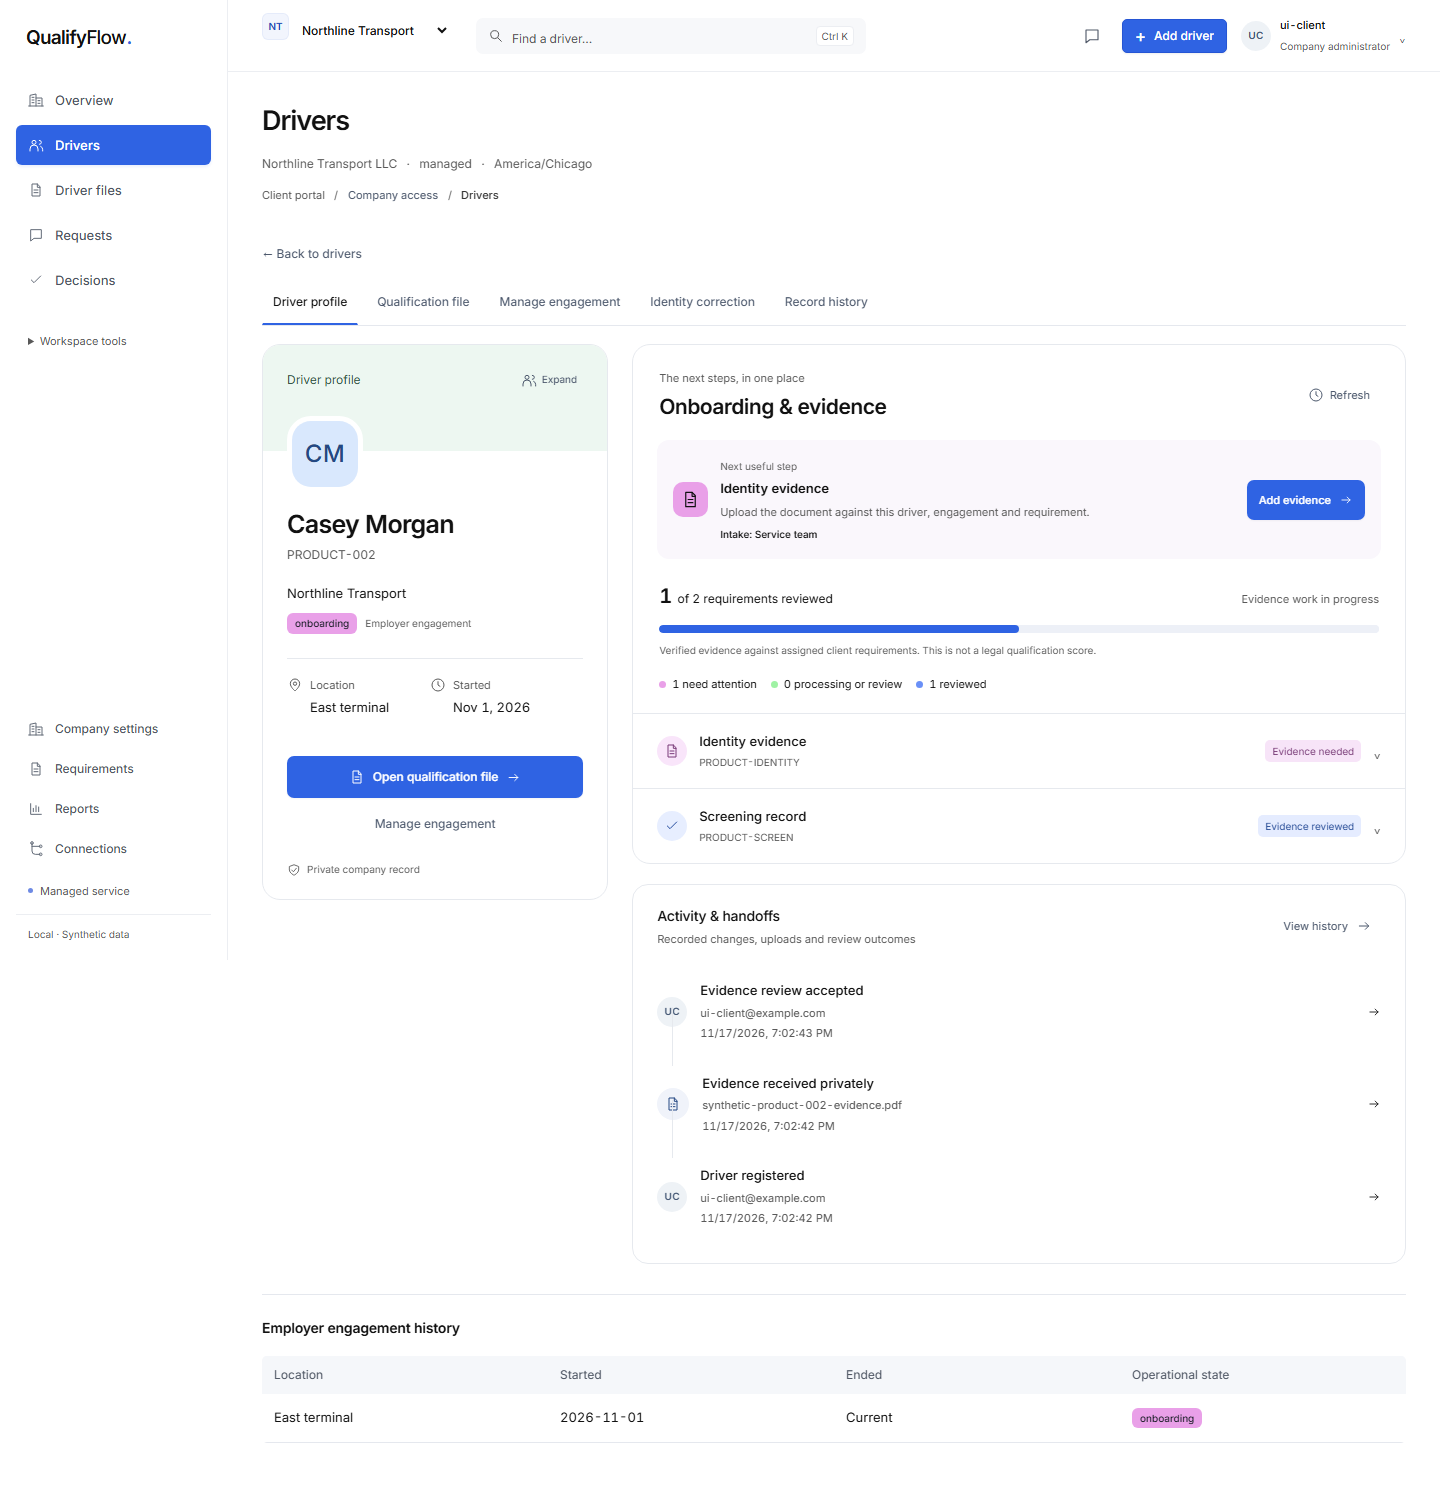 QualifyFlow.
NT Northline Transport
Find a driver... Ctrl K
+ Add driver
UC ui-client
Company administrator
Overview
Drivers
Driver files
Requests
Decisions
Workspace tools
Company settings
Requirements
Reports
Connections
Managed service
Local · Synthetic data
Drivers
Northline Transport LLC · managed · America/Chicago
Client portal / Company access / Drivers
← Back to drivers
Driver profile Qualification file Manage engagement Identity correction Record history
Driver profile Expand
CM
Casey Morgan
PRODUCT-002
Northline Transport
onboarding Employer engagement
Location Started
East terminal Nov 1, 2026
Open qualification file →
Manage engagement
Private company record
The next steps, in one place
Onboarding & evidence
Refresh
Next useful step
Identity evidence
Upload the document against this driver, engagement and requirement.
Intake: Service team
Add evidence →
1 of 2 requirements reviewed Evidence work in progress
Verified evidence against assigned client requirements. This is not a legal qualification score.
1 need attention 0 processing or review 1 reviewed
Identity evidence
PRODUCT-IDENTITY
Evidence needed v
Screening record
PRODUCT-SCREEN
Evidence reviewed v
Activity & handoffs
Recorded changes, uploads and review outcomes
View history →
UC
Evidence review accepted
ui-client@example.com
11/17/2026, 7:02:43 PM
→
Evidence received privately
synthetic-product-002-evidence.pdf
11/17/2026, 7:02:42 PM
→
UC
Driver registered
ui-client@example.com
11/17/2026, 7:02:42 PM
→
Employer engagement history
Location Started Ended Operational state
East terminal 2026-11-01 Current onboarding